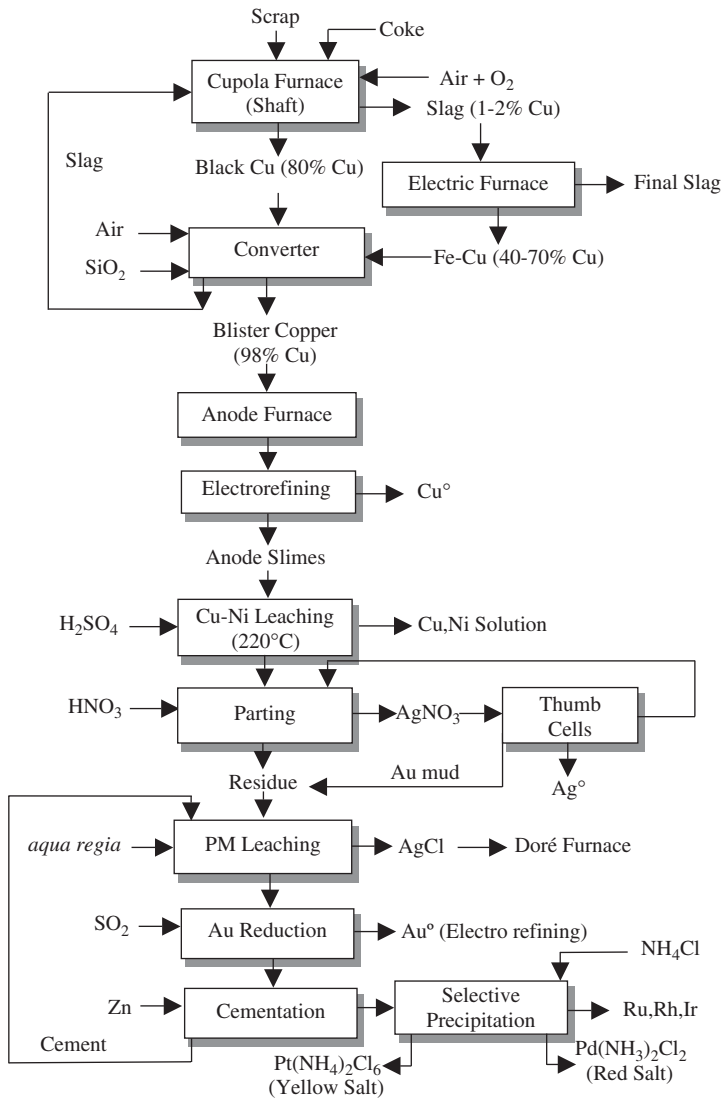 Scrap
Coke
Cupola Furnace
(Shaft)
Air + O₂
Slag (1-2% Cu)
Slag
Black Cu (80% Cu)
Electric Furnace
Final Slag
Air
SiO₂
Converter
Fe-Cu (40-70% Cu)
Blister Copper
(98% Cu)
Anode Furnace
Electrorefining
Cu°
Anode Slimes
H₂SO₄
Cu-Ni Leaching
(220°C)
Cu,Ni Solution
HNO₃
Parting
AgNO₃
Thumb
Cells
Residue
Au mud
Ag°
aqua regia
PM Leaching
AgCl
Doré Furnace
SO₂
Au Reduction
Auº (Electro refining)
NH₄Cl
Zn
Cementation
Selective
Precipitation
Ru,Rh,Ir
Cement
Pt(NH₄)₂Cl₆
(Yellow Salt)
Pd(NH₃)₂Cl₂
(Red Salt)